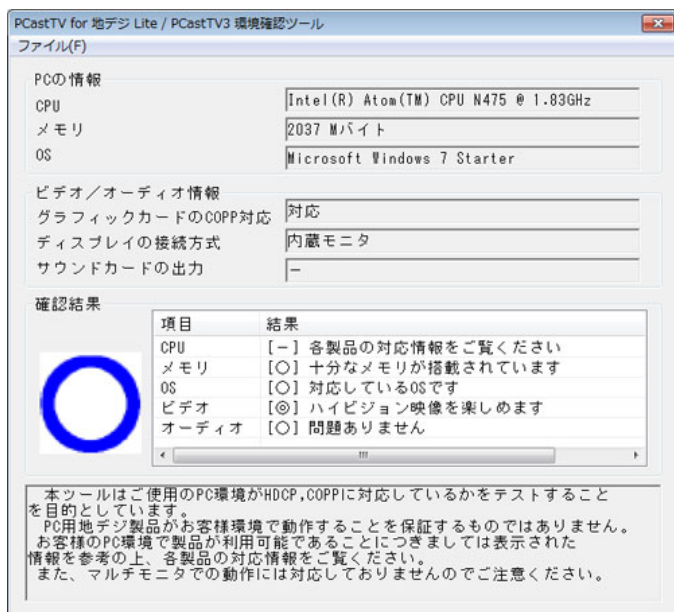 PCastTV for 地デジ Lite / PCastTV3 環境確認ツール
ファイル(F)
PCの情報
CPU
Intel(R) Atom(TM) CPU N475 @ 1.83GHz
メモリ
2037 Mバイト
OS
Microsoft Windows 7 Starter
ビデオ／オーディオ情報
グラフィックカードのCOPP対応
対応
ディスプレイの接続方式
内蔵モニタ
サウンドカードの出力
－
確認結果
項目 結果
CPU [－] 各製品の対応情報をご覧ください
メモリ [○] 十分なメモリが搭載されています
OS [○] 対応しているOSです
ビデオ [◎] ハイビジョン映像を楽しめます
オーディオ [○] 問題ありません
本ツールはご使用のPC環境がHDCP,COPPに対応しているかをテストすること
を目的としています。
PC用地デジ製品がお客様環境で動作することを保証するものではありません。
お客様のPC環境で製品が利用可能であることにつきましては表示された
情報を参考の上、各製品の対応情報をご覧ください。
また、マルチモニタでの動作には対応しておりませんのでご注意ください。